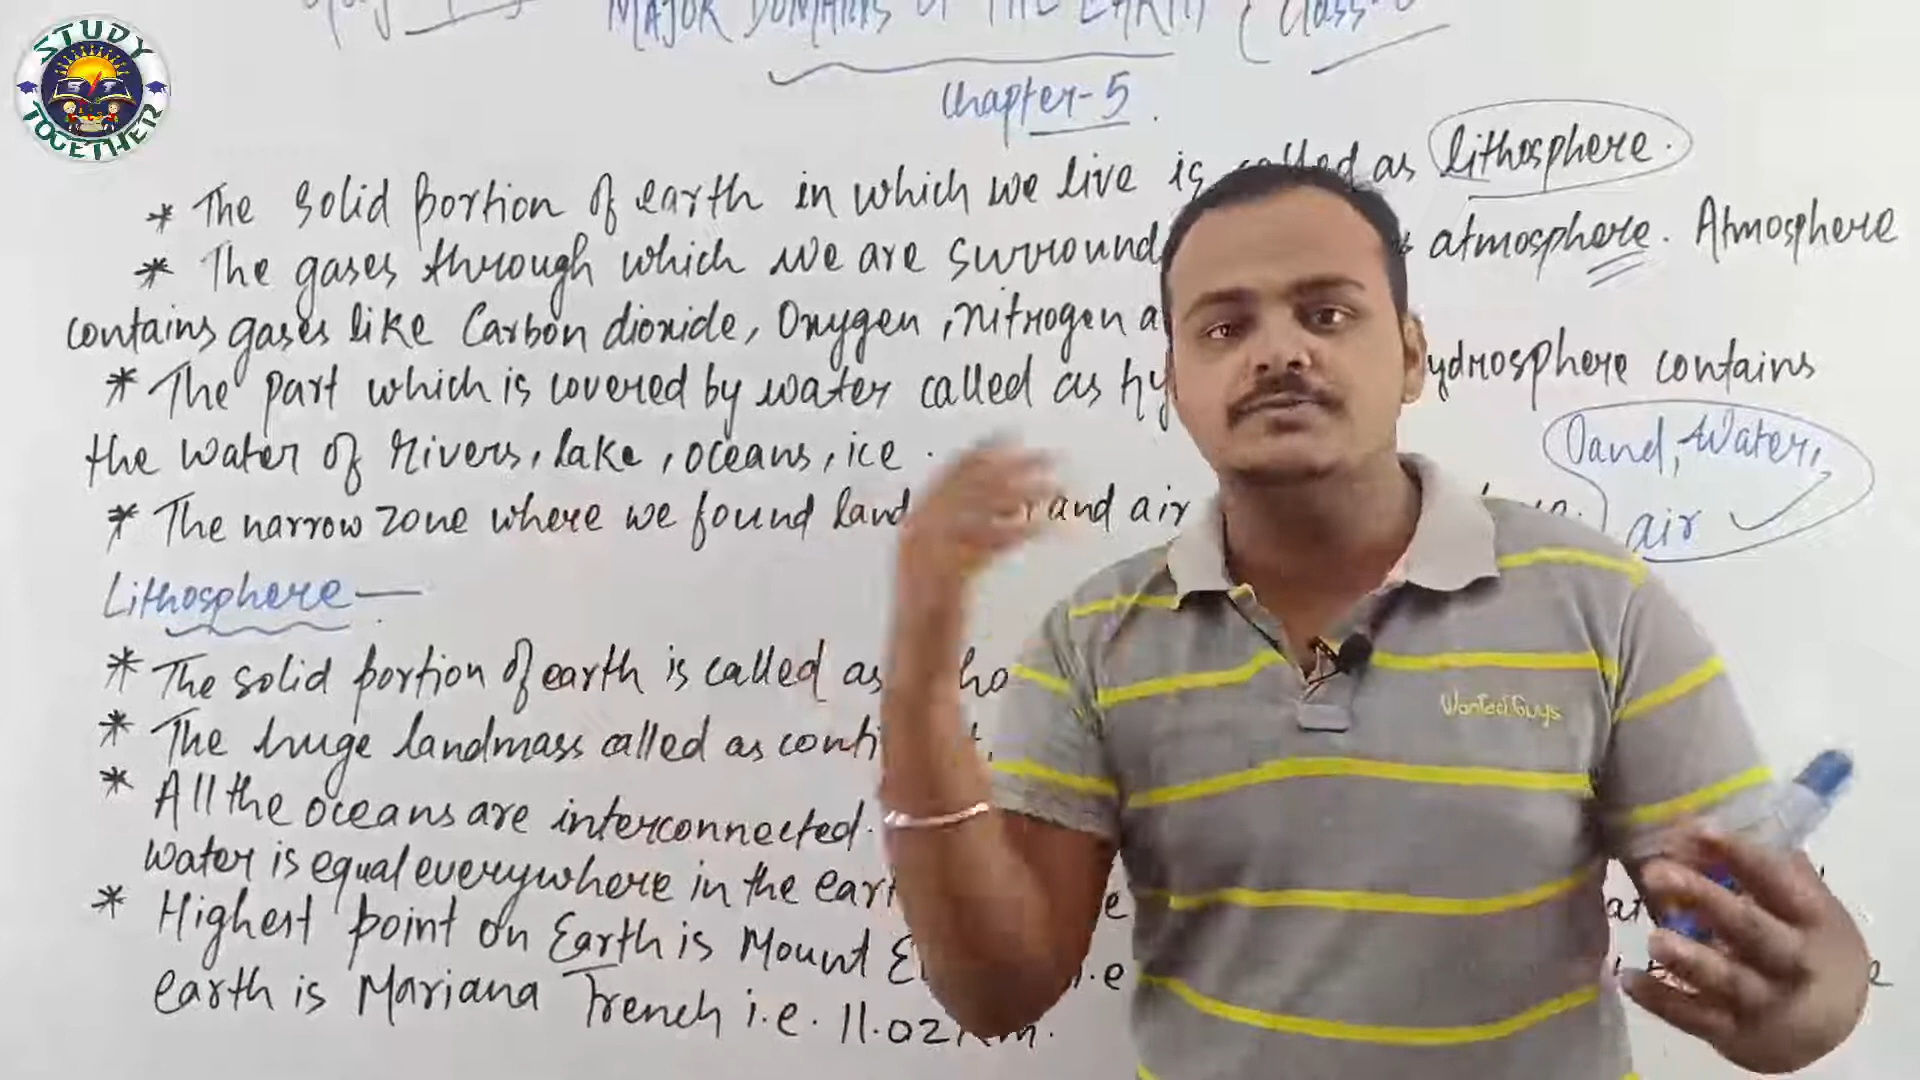 STUDY TOGETHER
MAJOR DOMAINS OF THE EARTH (Class-6
Chapter-5.
* The solid portion of earth in which we live is called as lithosphere.
* The gases through which we are surround atmosphere. Atmosphere
contains gases like Carbon dioxide, Oxygen, nitrogen
* The part which is covered by water called as hy ydrosphere contains
the water of rivers, lake, oceans, ice.
* The narrow zone where we found land and air
land, water,
air
Lithosphere —
* The solid portion of earth is called as
* The huge landmass called as conti
* All the oceans are interconnected.
water is equal everywhere in the ear
* Highest point on Earth is Mount E i.e
earth is Mariana Trench i.e. 11.02
Wanted Guys